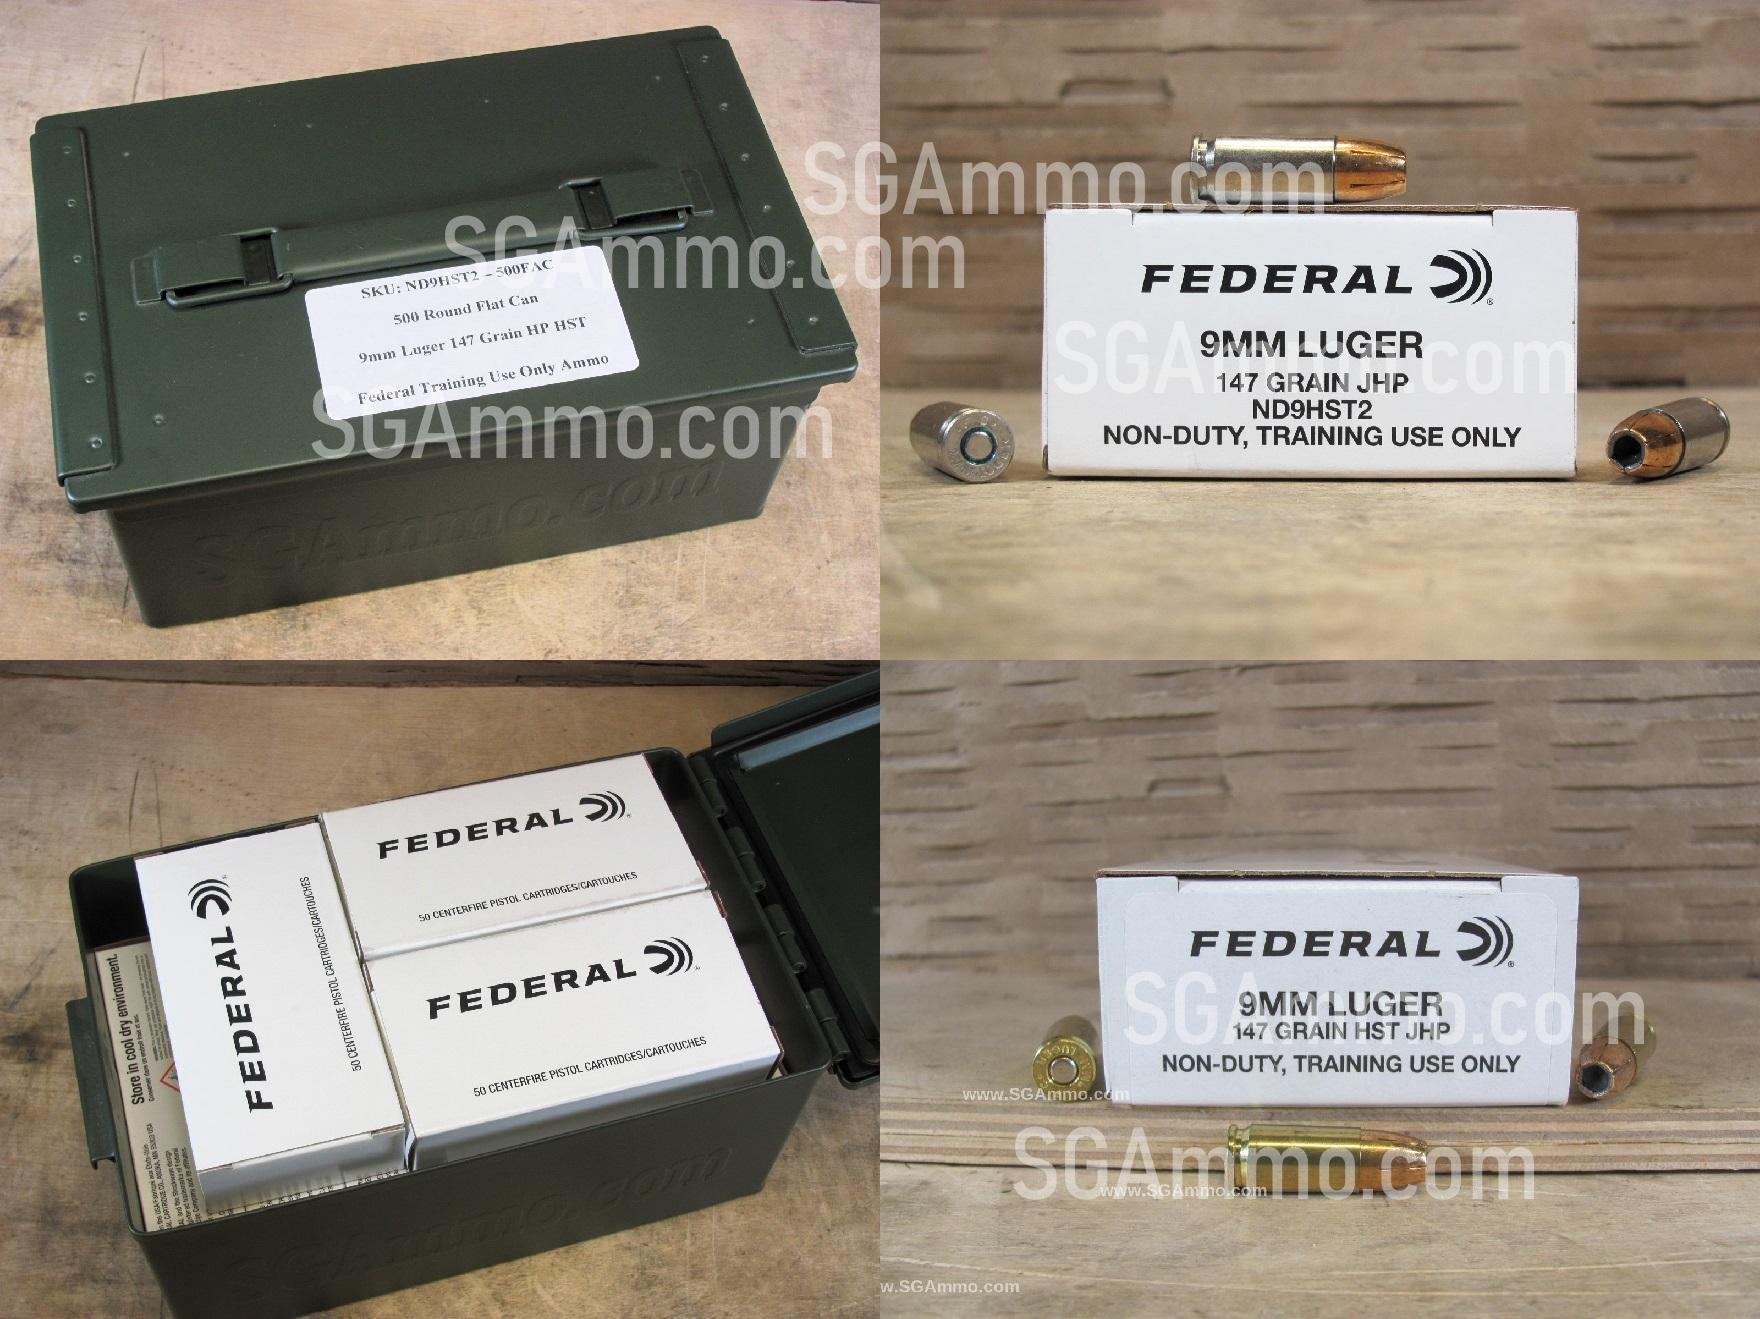 SKU: ND9HST2 - 500FAC
500 Round Flat Can
9mm Luger 147 Grain HP HST
Federal Training Use Only Ammo
SGAmmo.com
SGAmmo.com
SGAmmo.com
SGAmmo.com
FEDERAL
®
9MM LUGER
147 GRAIN JHP
ND9HST2
NON-DUTY, TRAINING USE ONLY
SGAmmo.com
FEDERAL
®
50 CENTERFIRE PISTOL CARTRIDGES/CARTOUCHES
FEDERAL
®
50 CENTERFIRE PISTOL CARTRIDGES/CARTOUCHES
FEDERAL
®
50 CENTERFIRE PISTOL CARTRIDGES/CARTOUCHES
Store in cool dry environment.
SGAmmo.com
FEDERAL
®
9MM LUGER
147 GRAIN HST JHP
NON-DUTY, TRAINING USE ONLY
SGAmmo.com
LUGER
www.SGAmmo.com
SGAmmo.com
www.SGAmmo.com
w.SGAmmo.com